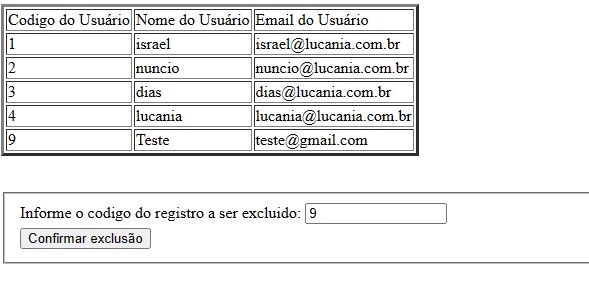 Codigo do Usuário Nome do Usuário Email do Usuário
1 israel israel@lucania.com.br
2 nuncio nuncio@lucania.com.br
3 dias dias@lucania.com.br
4 lucania lucania@lucania.com.br
9 Teste teste@gmail.com
Informe o codigo do registro a ser excluido: 9
Confirmar exclusão